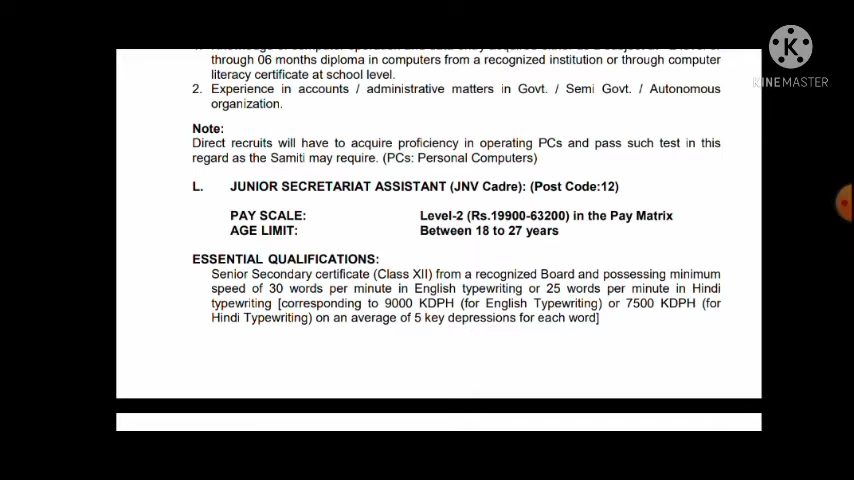 through 06 months diploma in computers from a recognized institution or through computer
literacy certificate at school level.
2. Experience in accounts / administrative matters in Govt. / Semi Govt. / Autonomous
organization.
Note:
Direct recruits will have to acquire proficiency in operating PCs and pass such test in this
regard as the Samiti may require. (PCs: Personal Computers)
L. JUNIOR SECRETARIAT ASSISTANT (JNV Cadre): (Post Code:12)
PAY SCALE: Level-2 (Rs.19900-63200) in the Pay Matrix
AGE LIMIT: Between 18 to 27 years
ESSENTIAL QUALIFICATIONS:
Senior Secondary certificate (Class XII) from a recognized Board and possessing minimum
speed of 30 words per minute in English typewriting or 25 words per minute in Hindi
typewriting [corresponding to 9000 KDPH (for English Typewriting) or 7500 KDPH (for
Hindi Typewriting) on an average of 5 key depressions for each word]
K
KINEMASTER